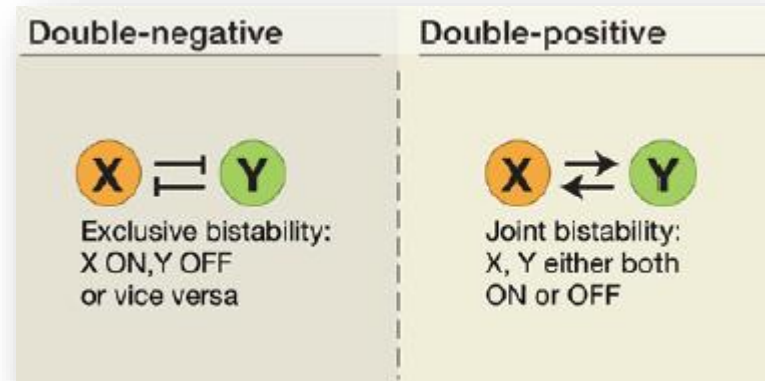 Double-negative
X Y
Exclusive bistability:
X ON,Y OFF
or vice versa
Double-positive
X Y
Joint bistability:
X, Y either both
ON or OFF